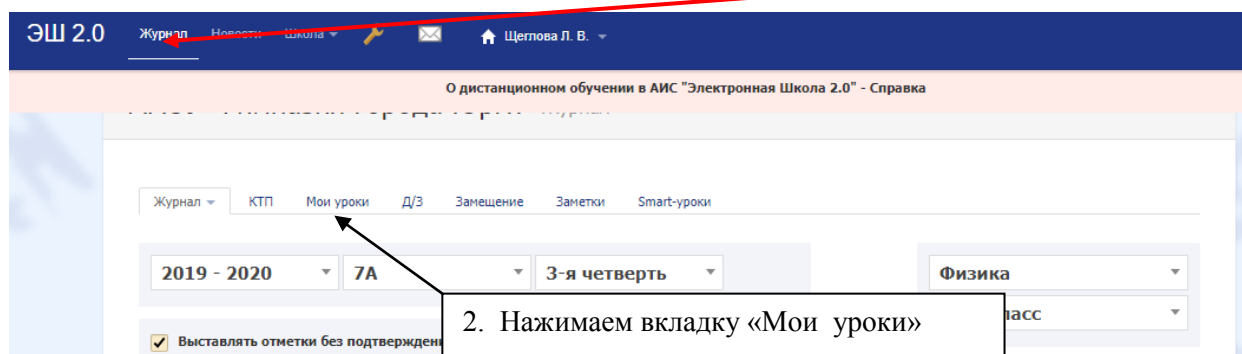 ЭШ 2.0 Журнал Новости Школа Щеглова Л. В.
О дистанционном обучении в АИС "Электронная Школа 2.0" - Справка
Журнал КТП Мои уроки Д/З Замещение Заметки Smart-уроки
2019 - 2020 7А 3-я четверть Физика
2. Нажимаем вкладку «Мои уроки»
Выставлять отметки без